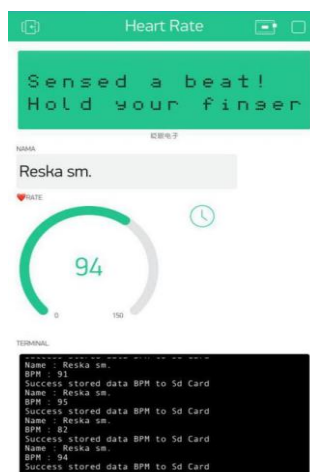 Heart Rate
Sensed a beat!
Hold your finger
NAMA
Reska sm.
RATE
94
0
150
TERMINAL
Name : Reska sm.
BPM : 91
Success stored data BPM to Sd Card
Name : Reska sm.
BPM : 95
Success stored data BPM to Sd Card
Name : Reska sm.
BPM : 82
Success stored data BPM to Sd Card
Name : Reska sm.
BPM : 94
Success stored data BPM to Sd Card